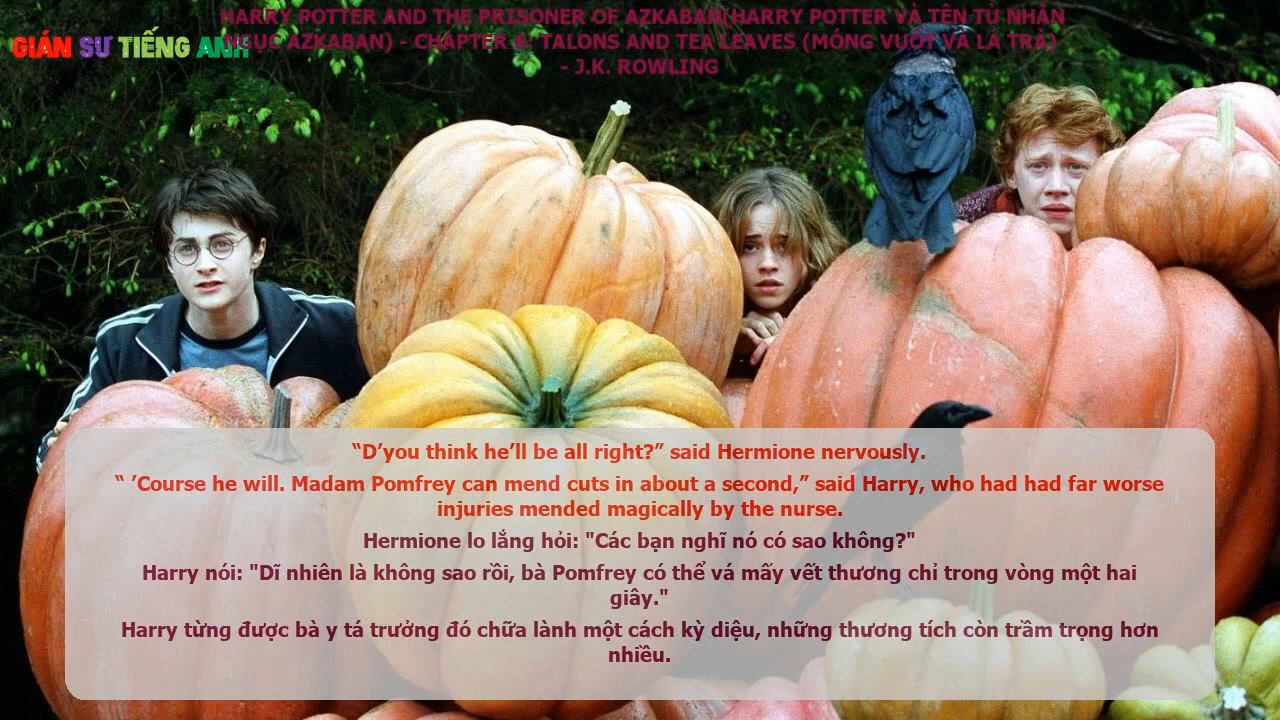 HARRY POTTER AND THE PRISONER OF AZKABAN(HARRY POTTER VÀ TÊN TÙ NHÂN
NGỤC AZKABAN) - CHAPTER 6: TALONS AND TEA LEAVES (MÓNG VUỐT VÀ LÁ TRÀ)
- J.K. ROWLING
GIÁN SƯ TIẾNG ANH
“D’you think he’ll be all right?” said Hermione nervously.
“ ’Course he will. Madam Pomfrey can mend cuts in about a second,” said Harry, who had had far worse
injuries mended magically by the nurse.
Hermione lo lắng hỏi: "Các bạn nghĩ nó có sao không?"
Harry nói: "Dĩ nhiên là không sao rồi, bà Pomfrey có thể vá mấy vết thương chỉ trong vòng một hai
giây."
Harry từng được bà y tá trưởng đó chữa lành một cách kỳ diệu, những thương tích còn trầm trọng hơn
nhiều.